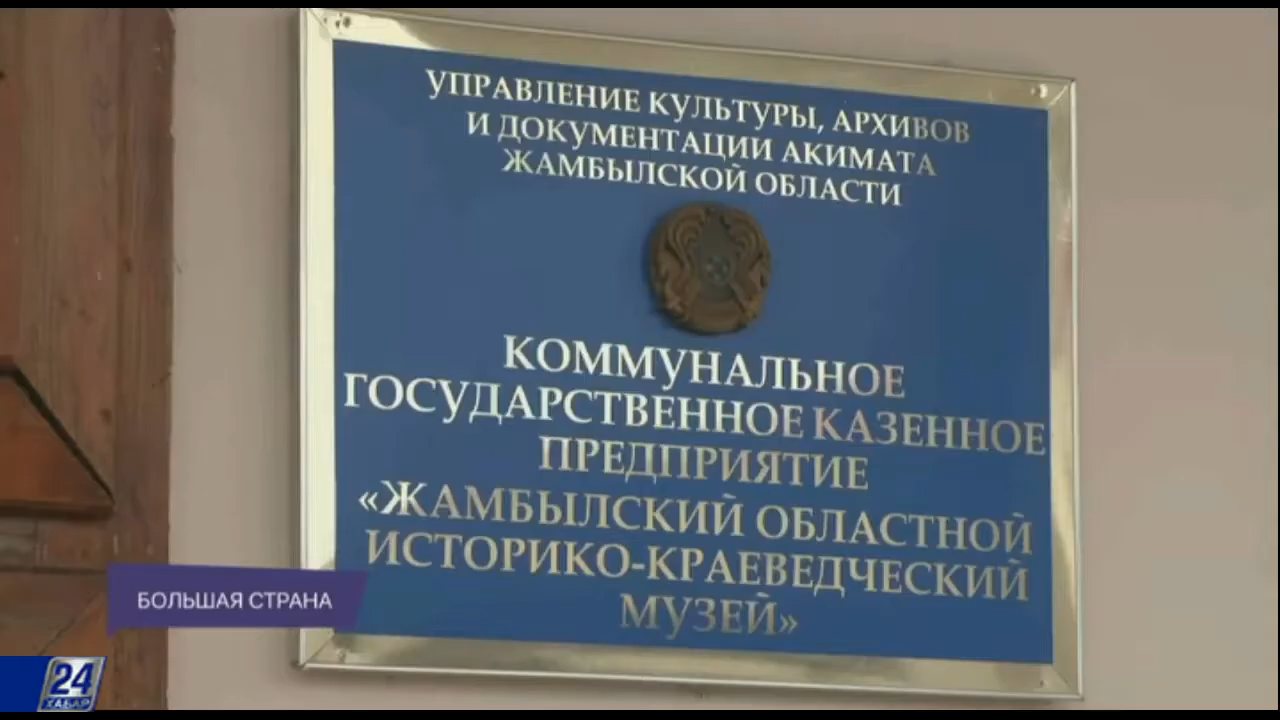 УПРАВЛЕНИЕ КУЛЬТУРЫ, АРХИВОВ
И ДОКУМЕНТАЦИИ АКИМАТА
ЖАМБЫЛСКОЙ ОБЛАСТИ
КОММУНАЛЬНОЕ
ГОСУДАРСТВЕННОЕ КАЗЕННОЕ
ПРЕДПРИЯТИЕ
«ЖАМБЫЛСКИЙ ОБЛАСТНОЙ
ИСТОРИКО-КРАЕВЕДЧЕСКИЙ
МУЗЕЙ»
БОЛЬШАЯ СТРАНА
24
ХАБАР